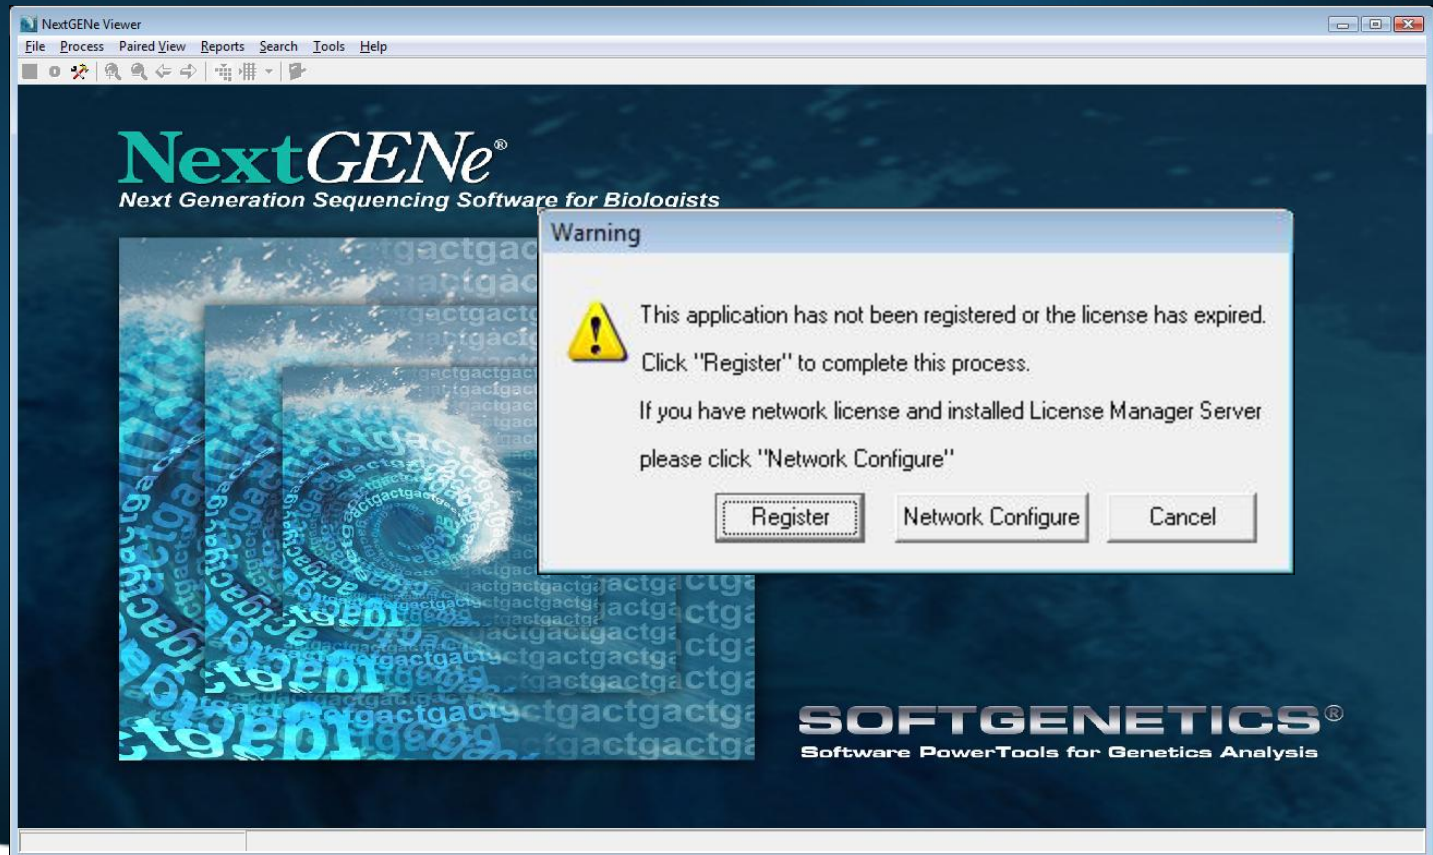 NextGENe Viewer
File Process Paired View Reports Search Tools Help
NextGENe®
Next Generation Sequencing Software for Biologists
Warning
This application has not been registered or the license has expired.
Click "Register" to complete this process.
If you have network license and installed License Manager Server
please click "Network Configure"
Register Network Configure Cancel
SOFTGENETICS®
Software PowerTools for Genetics Analysis